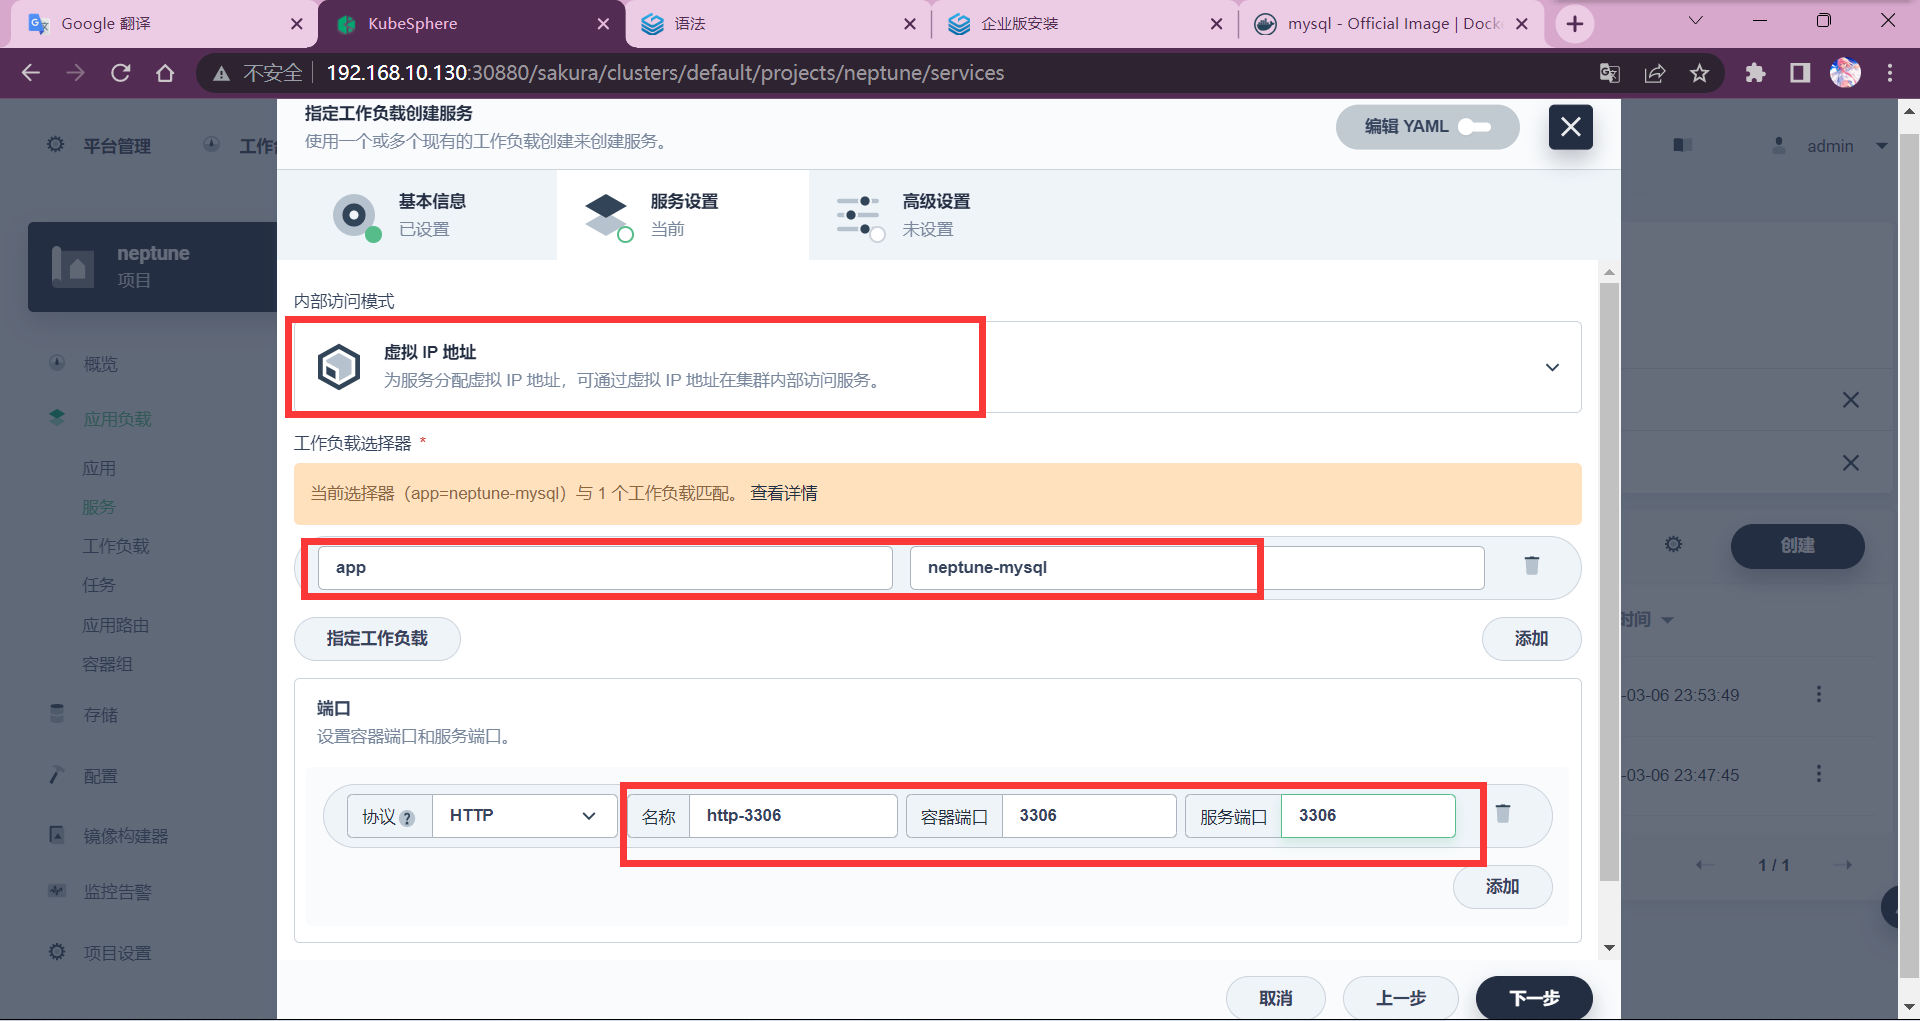 Google 翻译
KubeSphere
语法
企业版安装
mysql - Official Image | Dock
不安全
192.168.10.130:30880/sakura/clusters/default/projects/neptune/services
平台管理
工作
admin
指定工作负载创建服务
使用一个或多个现有的工作负载创建来创建服务。
编辑 YAML
基本信息
已设置
服务设置
当前
高级设置
未设置
neptune
项目
概览
应用负载
应用
服务
工作负载
任务
应用路由
容器组
存储
配置
镜像构建器
监控告警
项目设置
内部访问模式
虚拟 IP 地址
为服务分配虚拟 IP 地址，可通过虚拟 IP 地址在集群内部访问服务。
工作负载选择器 *
当前选择器（app=neptune-mysql）与 1 个工作负载匹配。 查看详情
app
neptune-mysql
指定工作负载
添加
端口
设置容器端口和服务端口。
协议 ?
HTTP
名称
http-3306
容器端口
3306
服务端口
3306
添加
取消
上一步
下一步
创建
时间
-03-06 23:53:49
-03-06 23:47:45
1 / 1